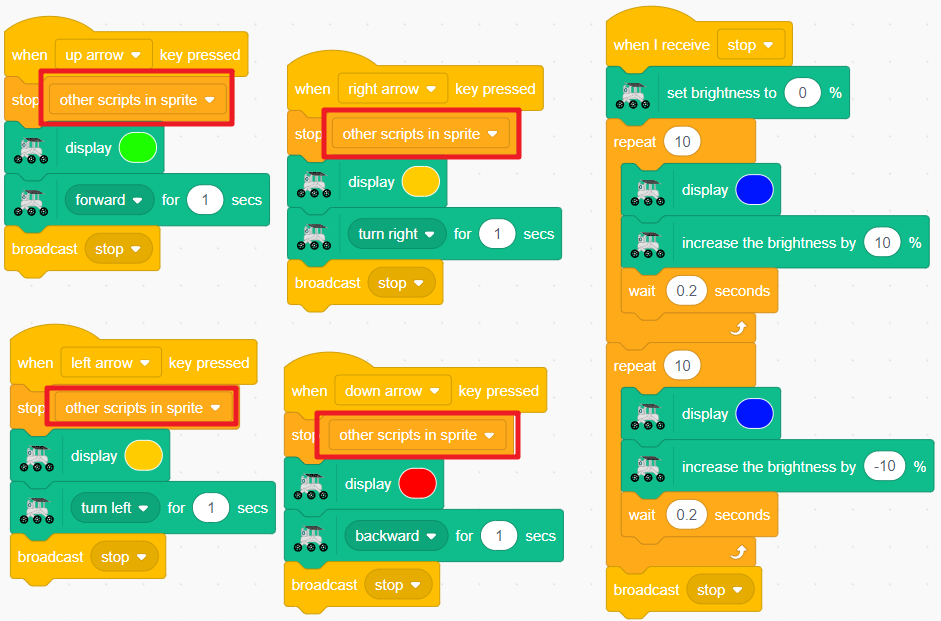 when up arrow key pressed
stop other scripts in sprite
display
forward for 1 secs
broadcast stop
when right arrow key pressed
stop other scripts in sprite
display
turn right for 1 secs
broadcast stop
when left arrow key pressed
stop other scripts in sprite
display
turn left for 1 secs
broadcast stop
when down arrow key pressed
stop other scripts in sprite
display
backward for 1 secs
broadcast stop
when I receive stop
set brightness to 0 %
repeat 10
display
increase the brightness by 10 %
wait 0.2 seconds
repeat 10
display
increase the brightness by -10 %
wait 0.2 seconds
broadcast stop